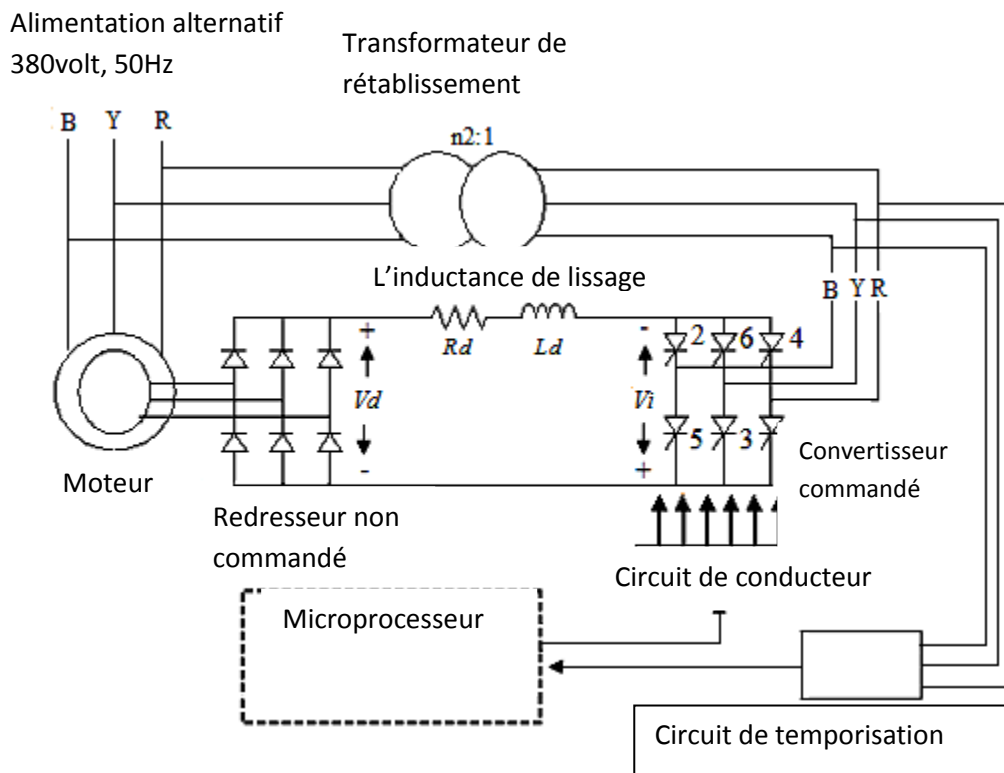 Alimentation alternatif
380volt, 50Hz
Transformateur de
rétablissement
B Y R
n2:1
L'inductance de lissage
B Y R
+
Rd
Ld
-
2 6 4
Vd
Vi
5 3
-
+
Moteur
Convertisseur
commandé
Redresseur non
commandé
Circuit de conducteur
Microprocesseur
Circuit de temporisation